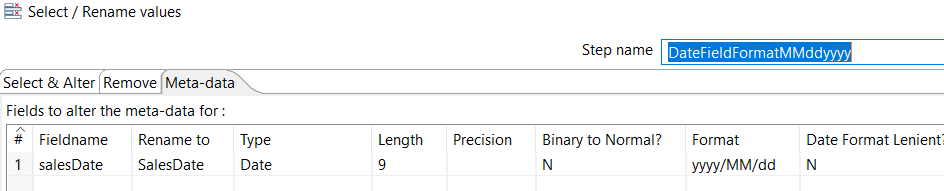 Select / Rename values
Step name DateFieldFormatMMddyyyy
Select & Alter Remove Meta-data
Fields to alter the meta-data for :
# Fieldname Rename to Type Length Precision Binary to Normal? Format Date Format Lenient?
1 salesDate SalesDate Date 9 N yyyy/MM/dd N